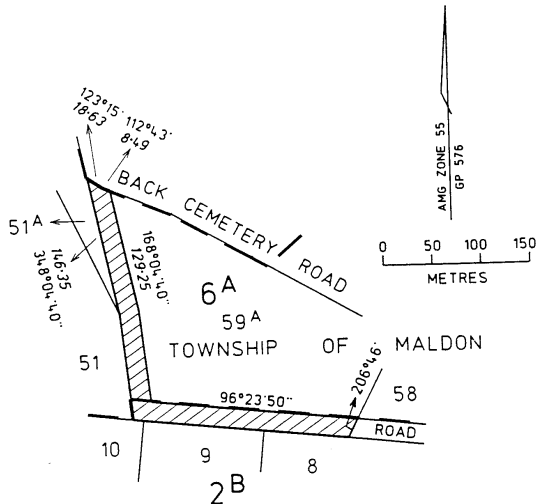 AMG ZONE 55
GP 576
123°15'
18·63
112°43'
8·49
BACK CEMETERY ROAD
51A
0 50 100 150
METRES
146·35
348°04'40"
168°04'40"
129·25
6A
59A
TOWNSHIP OF MALDON
51
206°46'
96°23'50"
58
ROAD
10
9
8
2B